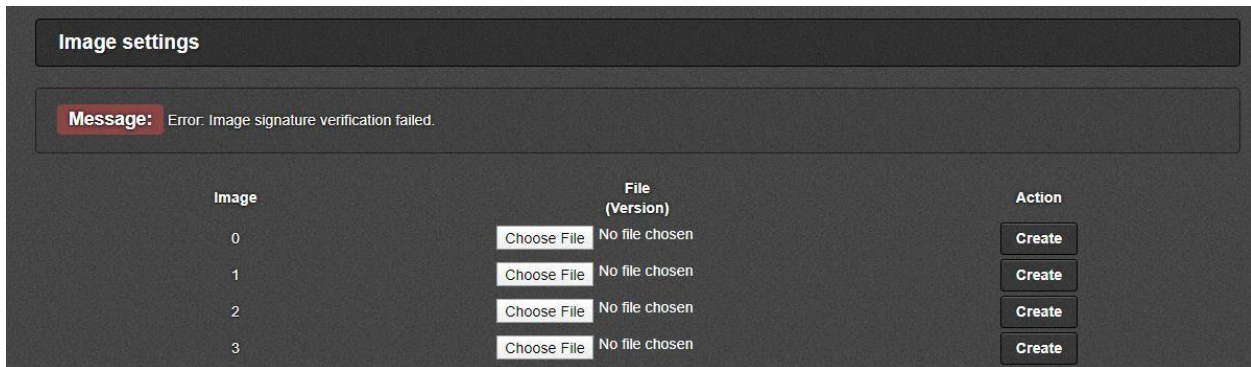 Image settings
Message: Error: Image signature verification failed.
Image File (Version) Action
0 Choose File No file chosen Create
1 Choose File No file chosen Create
2 Choose File No file chosen Create
3 Choose File No file chosen Create